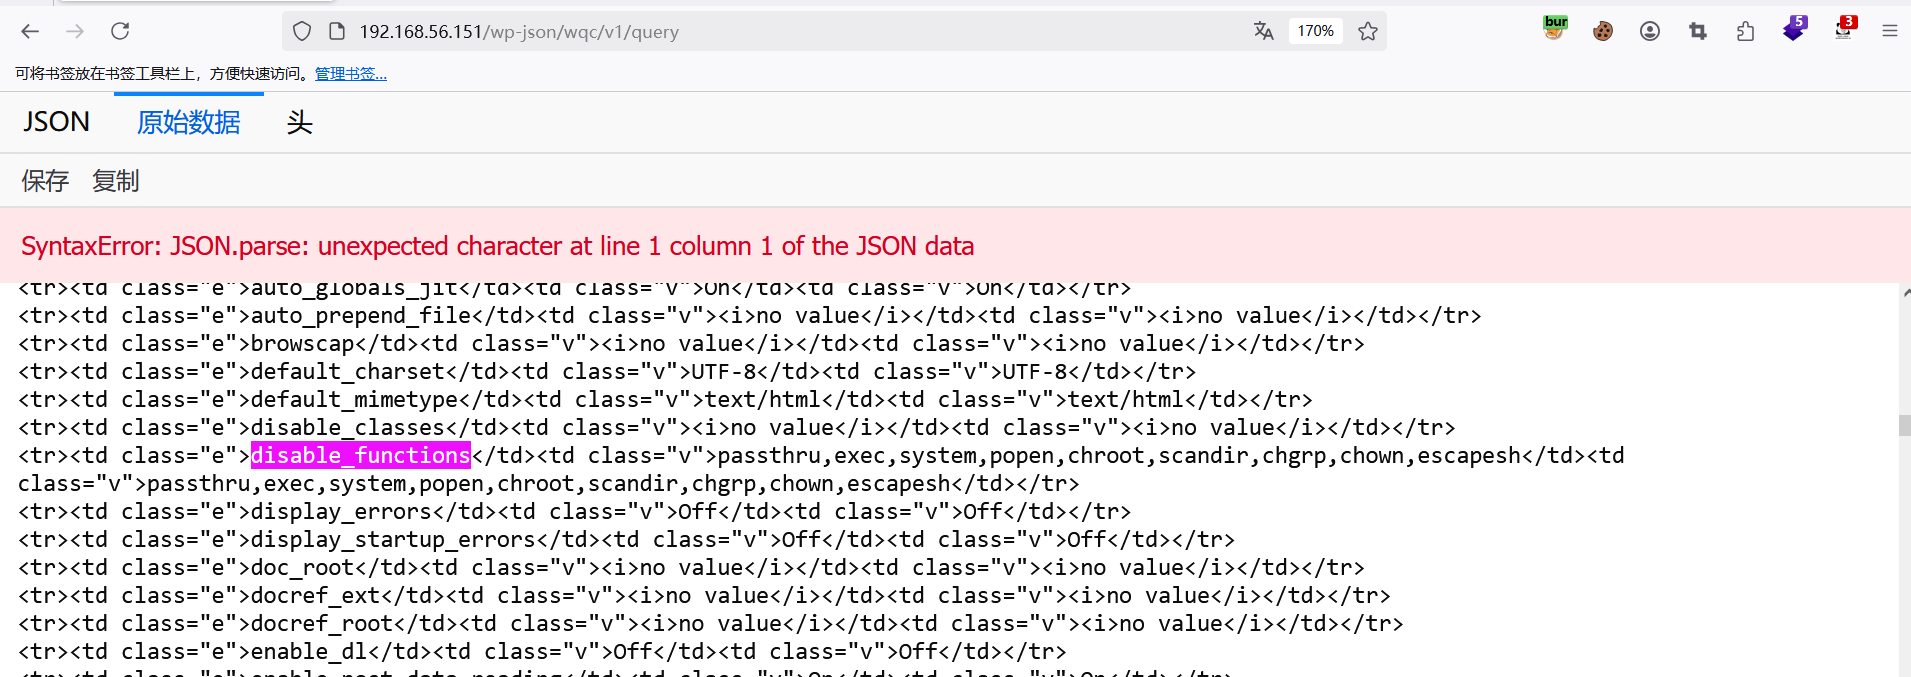 192.168.56.151/wp-json/wqc/v1/query
170%
bur
5
3
可将书签放在书签工具栏上，方便快速访问。管理书签...
JSON 原始数据 头
保存 复制
SyntaxError: JSON.parse: unexpected character at line 1 column 1 of the JSON data
<tr><td class="e">auto_globals_jit</td><td class="v">On</td><td class="v">On</td></tr>
<tr><td class="e">auto_prepend_file</td><td class="v"><i>no value</i></td><td class="v"><i>no value</i></td></tr>
<tr><td class="e">browscap</td><td class="v"><i>no value</i></td><td class="v"><i>no value</i></td></tr>
<tr><td class="e">default_charset</td><td class="v">UTF-8</td><td class="v">UTF-8</td></tr>
<tr><td class="e">default_mimetype</td><td class="v">text/html</td><td class="v">text/html</td></tr>
<tr><td class="e">disable_classes</td><td class="v"><i>no value</i></td><td class="v"><i>no value</i></td></tr>
<tr><td class="e">disable_functions</td><td class="v">passthru,exec,system,popen,chroot,scandir,chgrp,chown,escapesh</td><td
class="v">passthru,exec,system,popen,chroot,scandir,chgrp,chown,escapesh</td></tr>
<tr><td class="e">display_errors</td><td class="v">Off</td><td class="v">Off</td></tr>
<tr><td class="e">display_startup_errors</td><td class="v">Off</td><td class="v">Off</td></tr>
<tr><td class="e">doc_root</td><td class="v"><i>no value</i></td><td class="v"><i>no value</i></td></tr>
<tr><td class="e">docref_ext</td><td class="v"><i>no value</i></td><td class="v"><i>no value</i></td></tr>
<tr><td class="e">docref_root</td><td class="v"><i>no value</i></td><td class="v"><i>no value</i></td></tr>
<tr><td class="e">enable_dl</td><td class="v">Off</td><td class="v">Off</td></tr>
<tr><td class="e">enable_post_data_reading</td><td class="v">On</td><td class="v">On</td></tr>